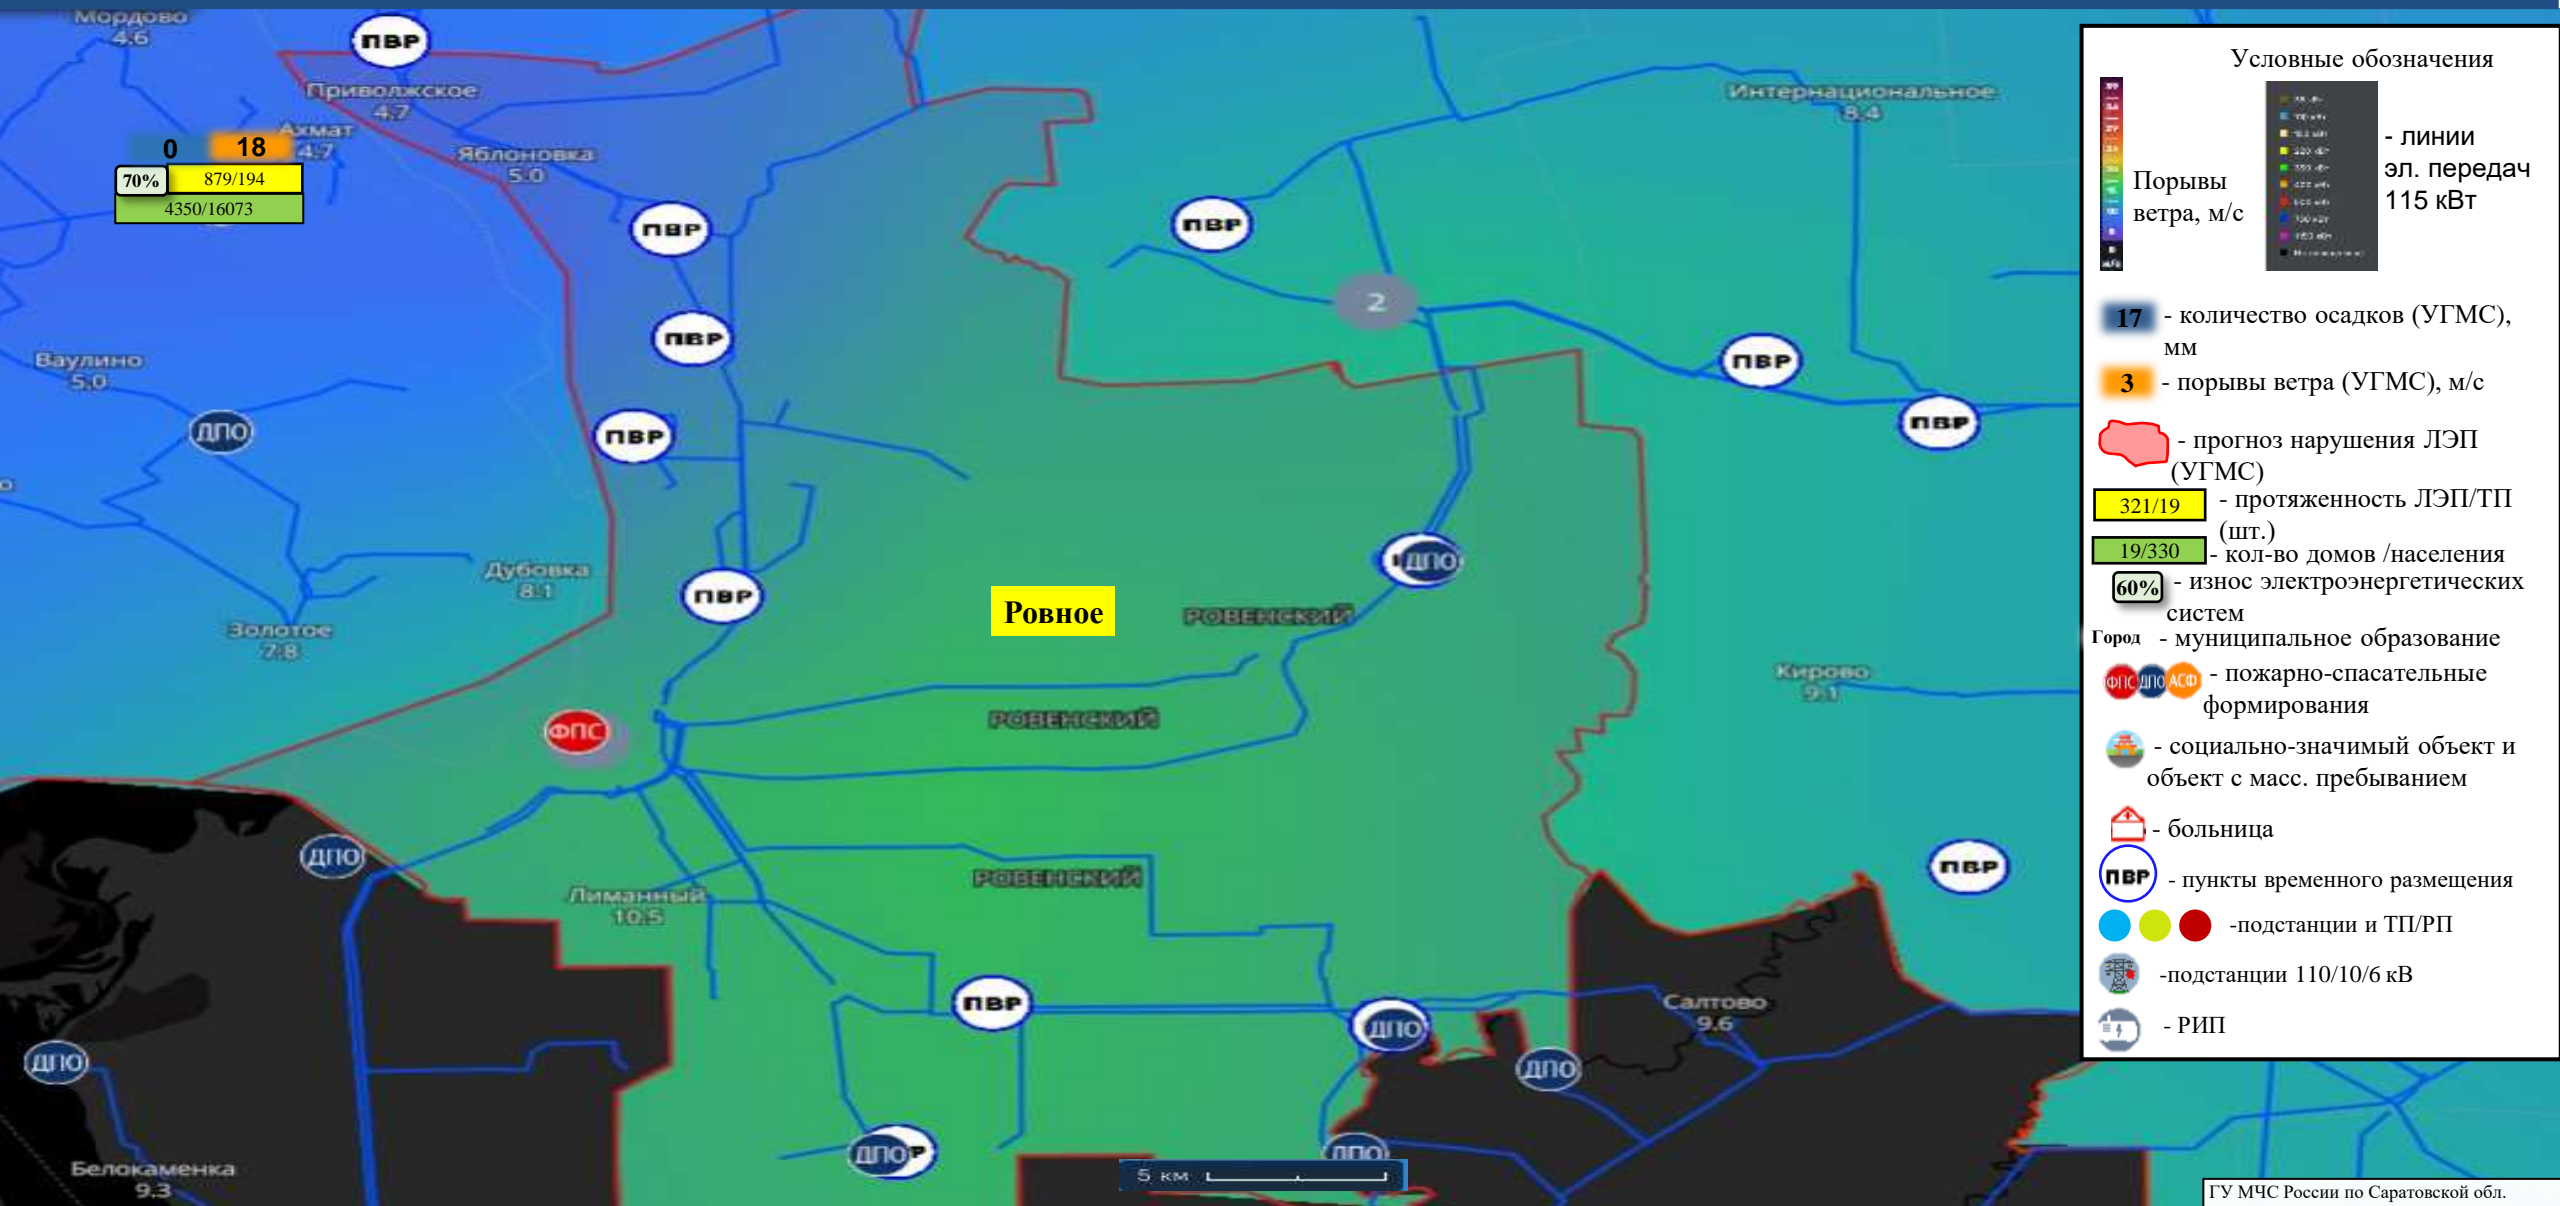 Мордово
4.6
ПВР
Приволжское
4.7
Ахмат
4.7
0 18
70% 879/194
4350/16073
Яблоновка
5.0
ПВР
ПВР
ПВР
ПВР
Ваулино
5.0
ДПО
Дубовка
8.1
Золотое
7.8
ФПС
Интернациональное
8.4
ПВР
2
ПВР
ПВР
ДПО
Ровное
РОВЕНСКИЙ
РОВЕНСКИЙ
РОВЕНСКИЙ
Кирово
9.1
ПВР
ДПО
Лиманный
10.5
ПВР
ДПО
Салтово
9.6
ДПО
ДПО
ДПО
ДПО
Белокаменка
9.3
5 км
Условные обозначения
Порывы
ветра, м/с
- линии
эл. передач
115 кВт
17 - количество осадков (УГМС),
мм
3 - порывы ветра (УГМС), м/с
- прогноз нарушения ЛЭП
(УГМС)
321/19 - протяженность ЛЭП/ТП
(шт.)
19/330 - кол-во домов /населения
60% - износ электроэнергетических
систем
Город - муниципальное образование
ФПС ДПО АСФ - пожарно-спасательные
формирования
- социально-значимый объект и
объект с масс. пребыванием
- больница
ПВР - пункты временного размещения
-подстанции и ТП/РП
-подстанции 110/10/6 кВ
- РИП
ГУ МЧС России по Саратовской обл.